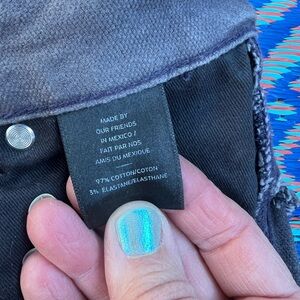 MADE BY
OUR FRIENDS
IN MEXICO /
FAIT PAR NOS
AMIS DU MEXIQUE
97% COTTON/COTON
3% ELASTANE/ELASTHANE